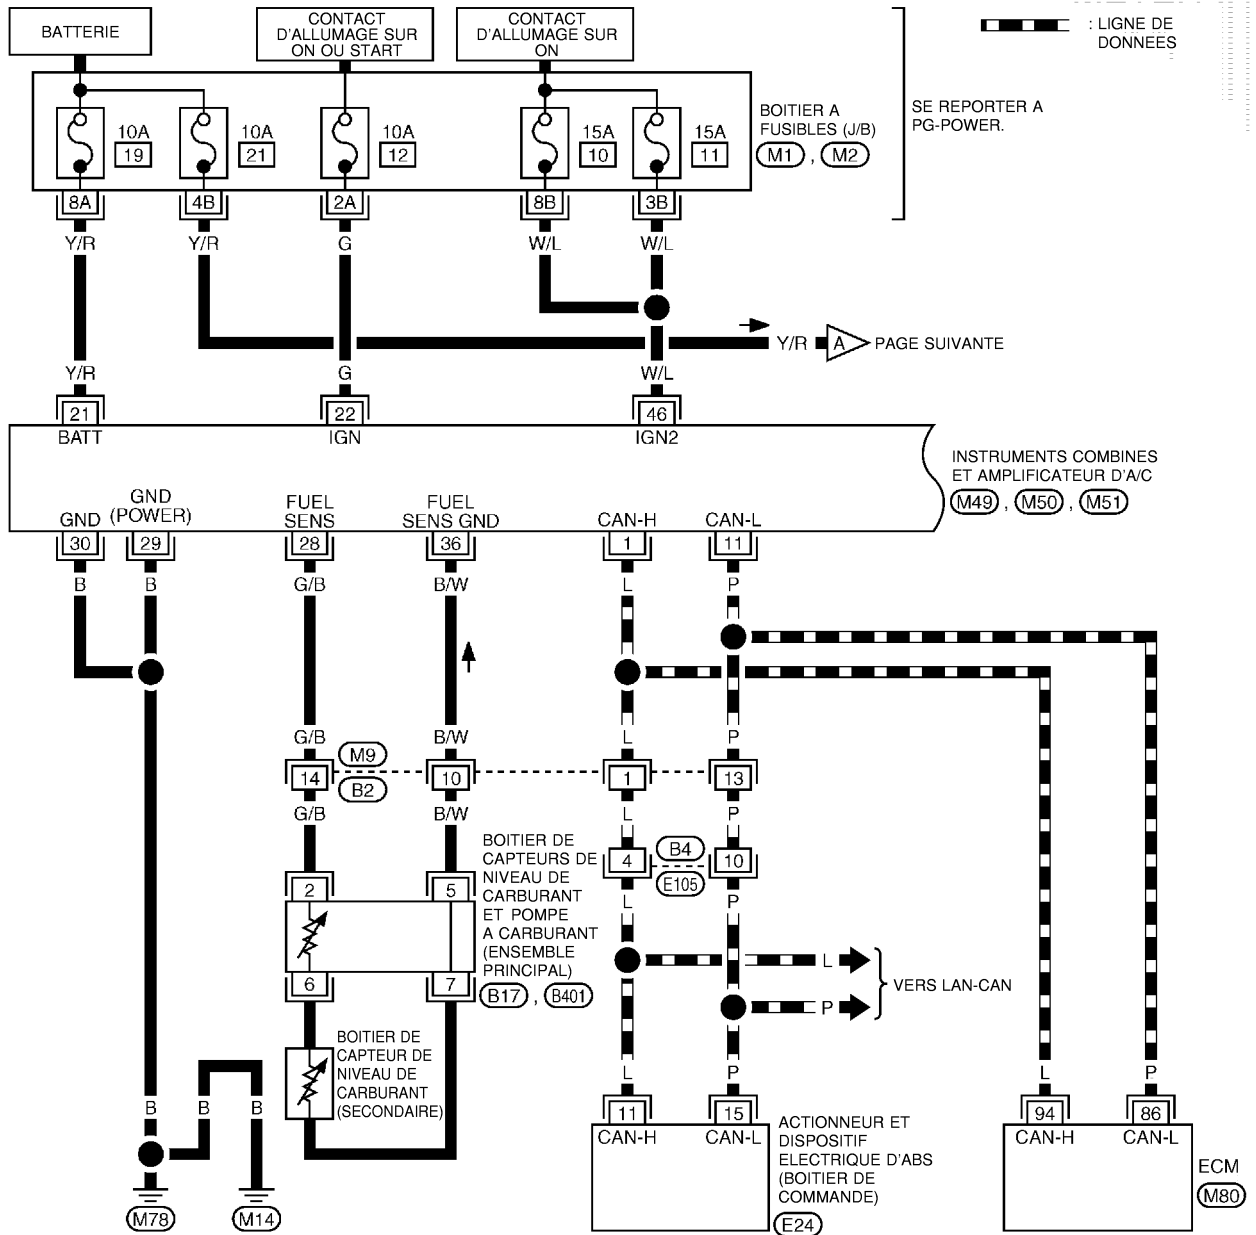 BATTERIE
CONTACT
D'ALLUMAGE SUR
ON OU START
CONTACT
D'ALLUMAGE SUR
ON
: LIGNE DE
DONNEES
10A
19
10A
21
10A
12
15A
10
15A
11
BOITIER A
FUSIBLES (J/B)
M1 , M2
SE REPORTER A
PG-POWER.
8A 4B 2A 8B 3B
Y/R Y/R G W/L W/L
Y/R A PAGE SUIVANTE
Y/R G W/L
21 22 46
BATT IGN IGN2
INSTRUMENTS COMBINES
ET AMPLIFICATEUR D'A/C
M49 , M50 , M51
GND
GND
(POWER)
FUEL
SENS
FUEL
SENS GND
CAN-H CAN-L
30 29 28 36 1 11
B B G/B B/W L P
G/B B/W L P
M9
14 10 1 13
B2
G/B B/W L P
B4
4 10
E105
L P
BOITIER DE
CAPTEURS DE
NIVEAU DE
CARBURANT
ET POMPE
A CARBURANT
(ENSEMBLE
PRINCIPAL)
B17 , B401
2 5
6 7
L
P
VERS LAN-CAN
BOITIER DE
CAPTEUR DE
NIVEAU DE
CARBURANT
(SECONDAIRE)
L P L P
B B B
11 15 94 86
CAN-H CAN-L CAN-H CAN-L
ACTIONNEUR ET
DISPOSITIF
ELECTRIQUE D'ABS
(BOITIER DE
COMMANDE)
E24
ECM
M80
M78 M14